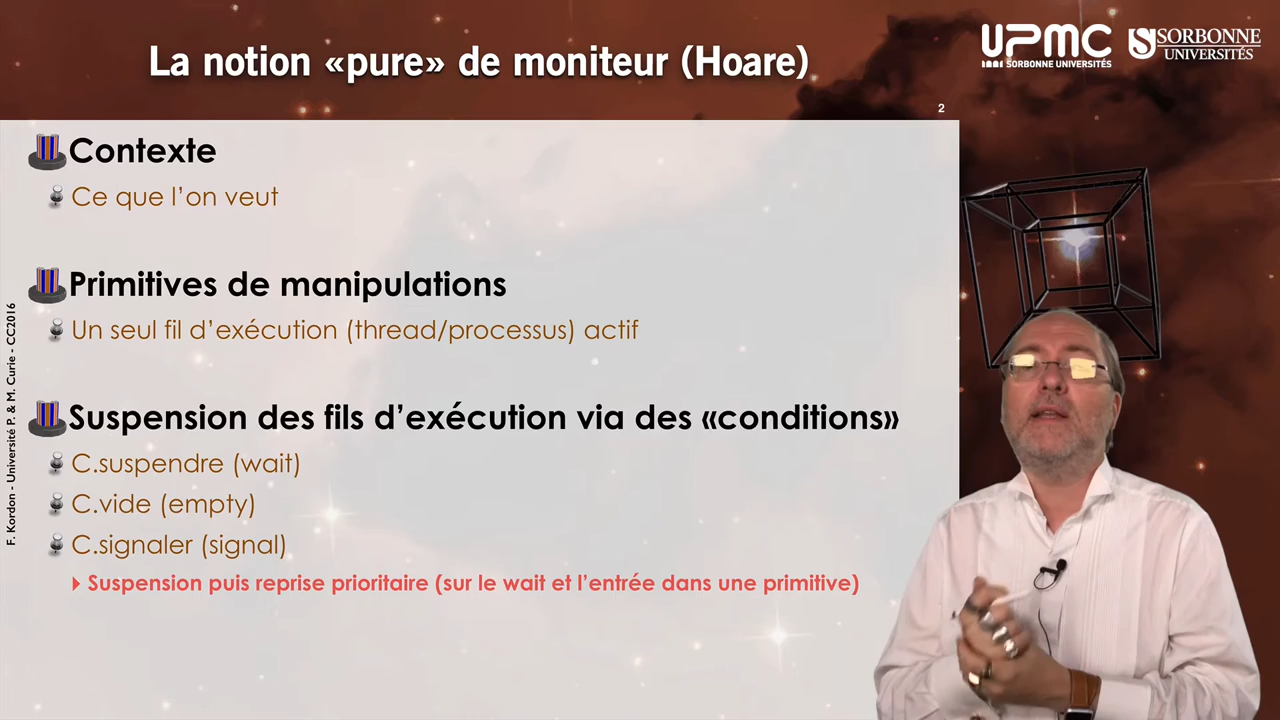 La notion «pure» de moniteur (Hoare)
UPMC
SORBONNE UNIVERSITÉS
SORBONNE
UNIVERSITÉS
2
Contexte
Ce que l’on veut
Primitives de manipulations
Un seul fil d’exécution (thread/processus) actif
Suspension des fils d’exécution via des «conditions»
C.suspendre (wait)
C.vide (empty)
C.signaler (signal)
Suspension puis reprise prioritaire (sur le wait et l’entrée dans une primitive)
F. Kordon - Université P. & M. Curie - CC2016